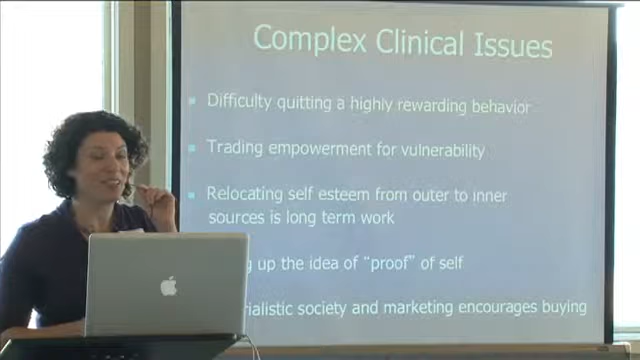 Complex Clinical Issues
Difficulty quitting a highly rewarding behavior
Trading empowerment for vulnerability
Relocating self esteem from outer to inner
sources is long term work
up the idea of “proof” of self
society and marketing encourages buying